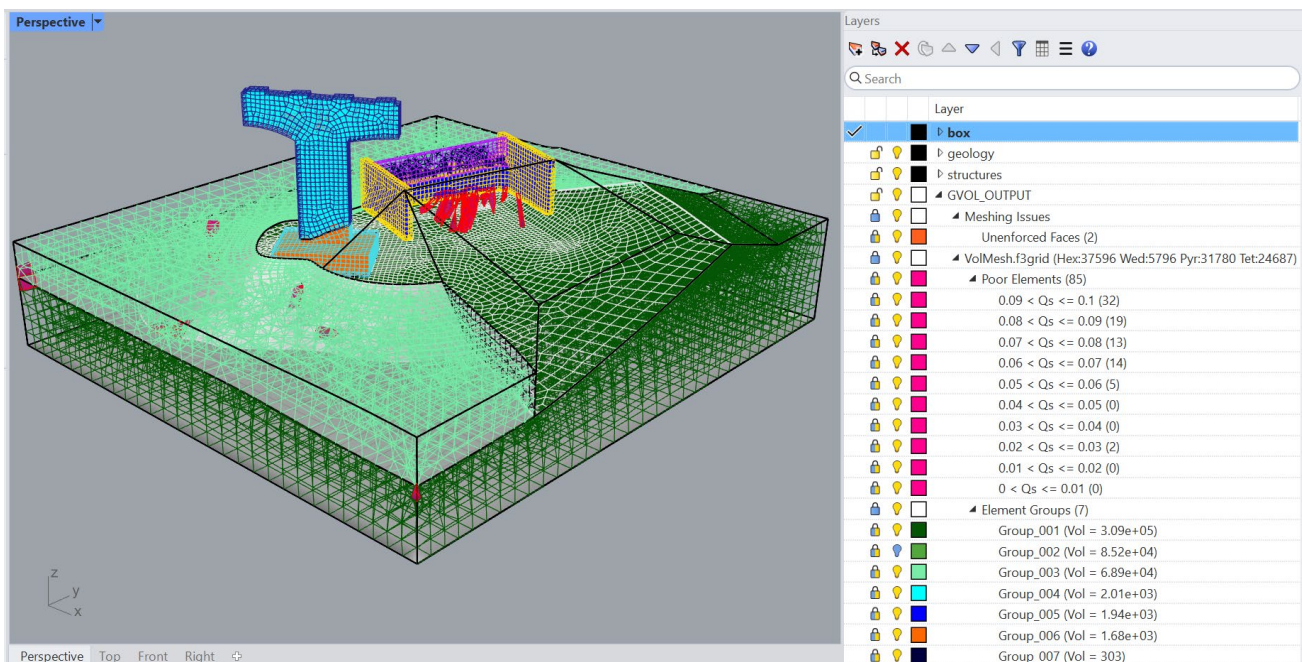 Perspective
Layers
Search
Layer
box
geology
structures
GVOL_OUTPUT
Meshing Issues
Unenforced Faces (2)
VolMesh.f3grid (Hex:37596 Wed:5796 Pyr:31780 Tet:24687)
Poor Elements (85)
0.09 < Qs <= 0.1 (32)
0.08 < Qs <= 0.09 (19)
0.07 < Qs <= 0.08 (13)
0.06 < Qs <= 0.07 (14)
0.05 < Qs <= 0.06 (5)
0.04 < Qs <= 0.05 (0)
0.03 < Qs <= 0.04 (0)
0.02 < Qs <= 0.03 (2)
0.01 < Qs <= 0.02 (0)
0 < Qs <= 0.01 (0)
Element Groups (7)
Group_001 (Vol = 3.09e+05)
Group_002 (Vol = 8.52e+04)
Group_003 (Vol = 6.89e+04)
Group_004 (Vol = 2.01e+03)
Group_005 (Vol = 1.94e+03)
Group_006 (Vol = 1.68e+03)
Group_007 (Vol = 303)
z
y
x
Perspective Top Front Right